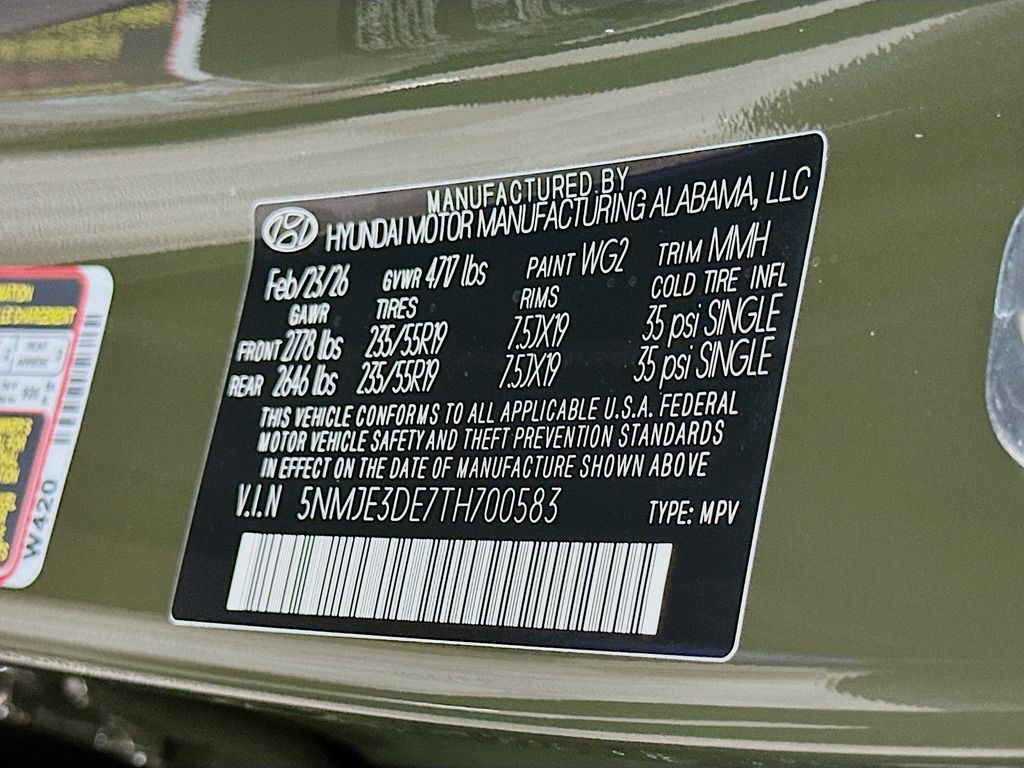 MANUFACTURED BY
HYUNDAI MOTOR MANUFACTURING ALABAMA, LLC
Feb/23/26 GVWR 4717 lbs PAINT WG2 TRIM MMH
GAWR TIRES RIMS COLD TIRE INFL
FRONT 2778 lbs 235/55R19 7.5JX19 35 psi SINGLE
REAR 2646 lbs 235/55R19 7.5JX19 35 psi SINGLE
THIS VEHICLE CONFORMS TO ALL APPLICABLE U.S.A. FEDERAL
MOTOR VEHICLE SAFETY AND THEFT PREVENTION STANDARDS
IN EFFECT ON THE DATE OF MANUFACTURE SHOWN ABOVE
V.I.N 5NMJE3DE7TH700583 TYPE: MPV
W420